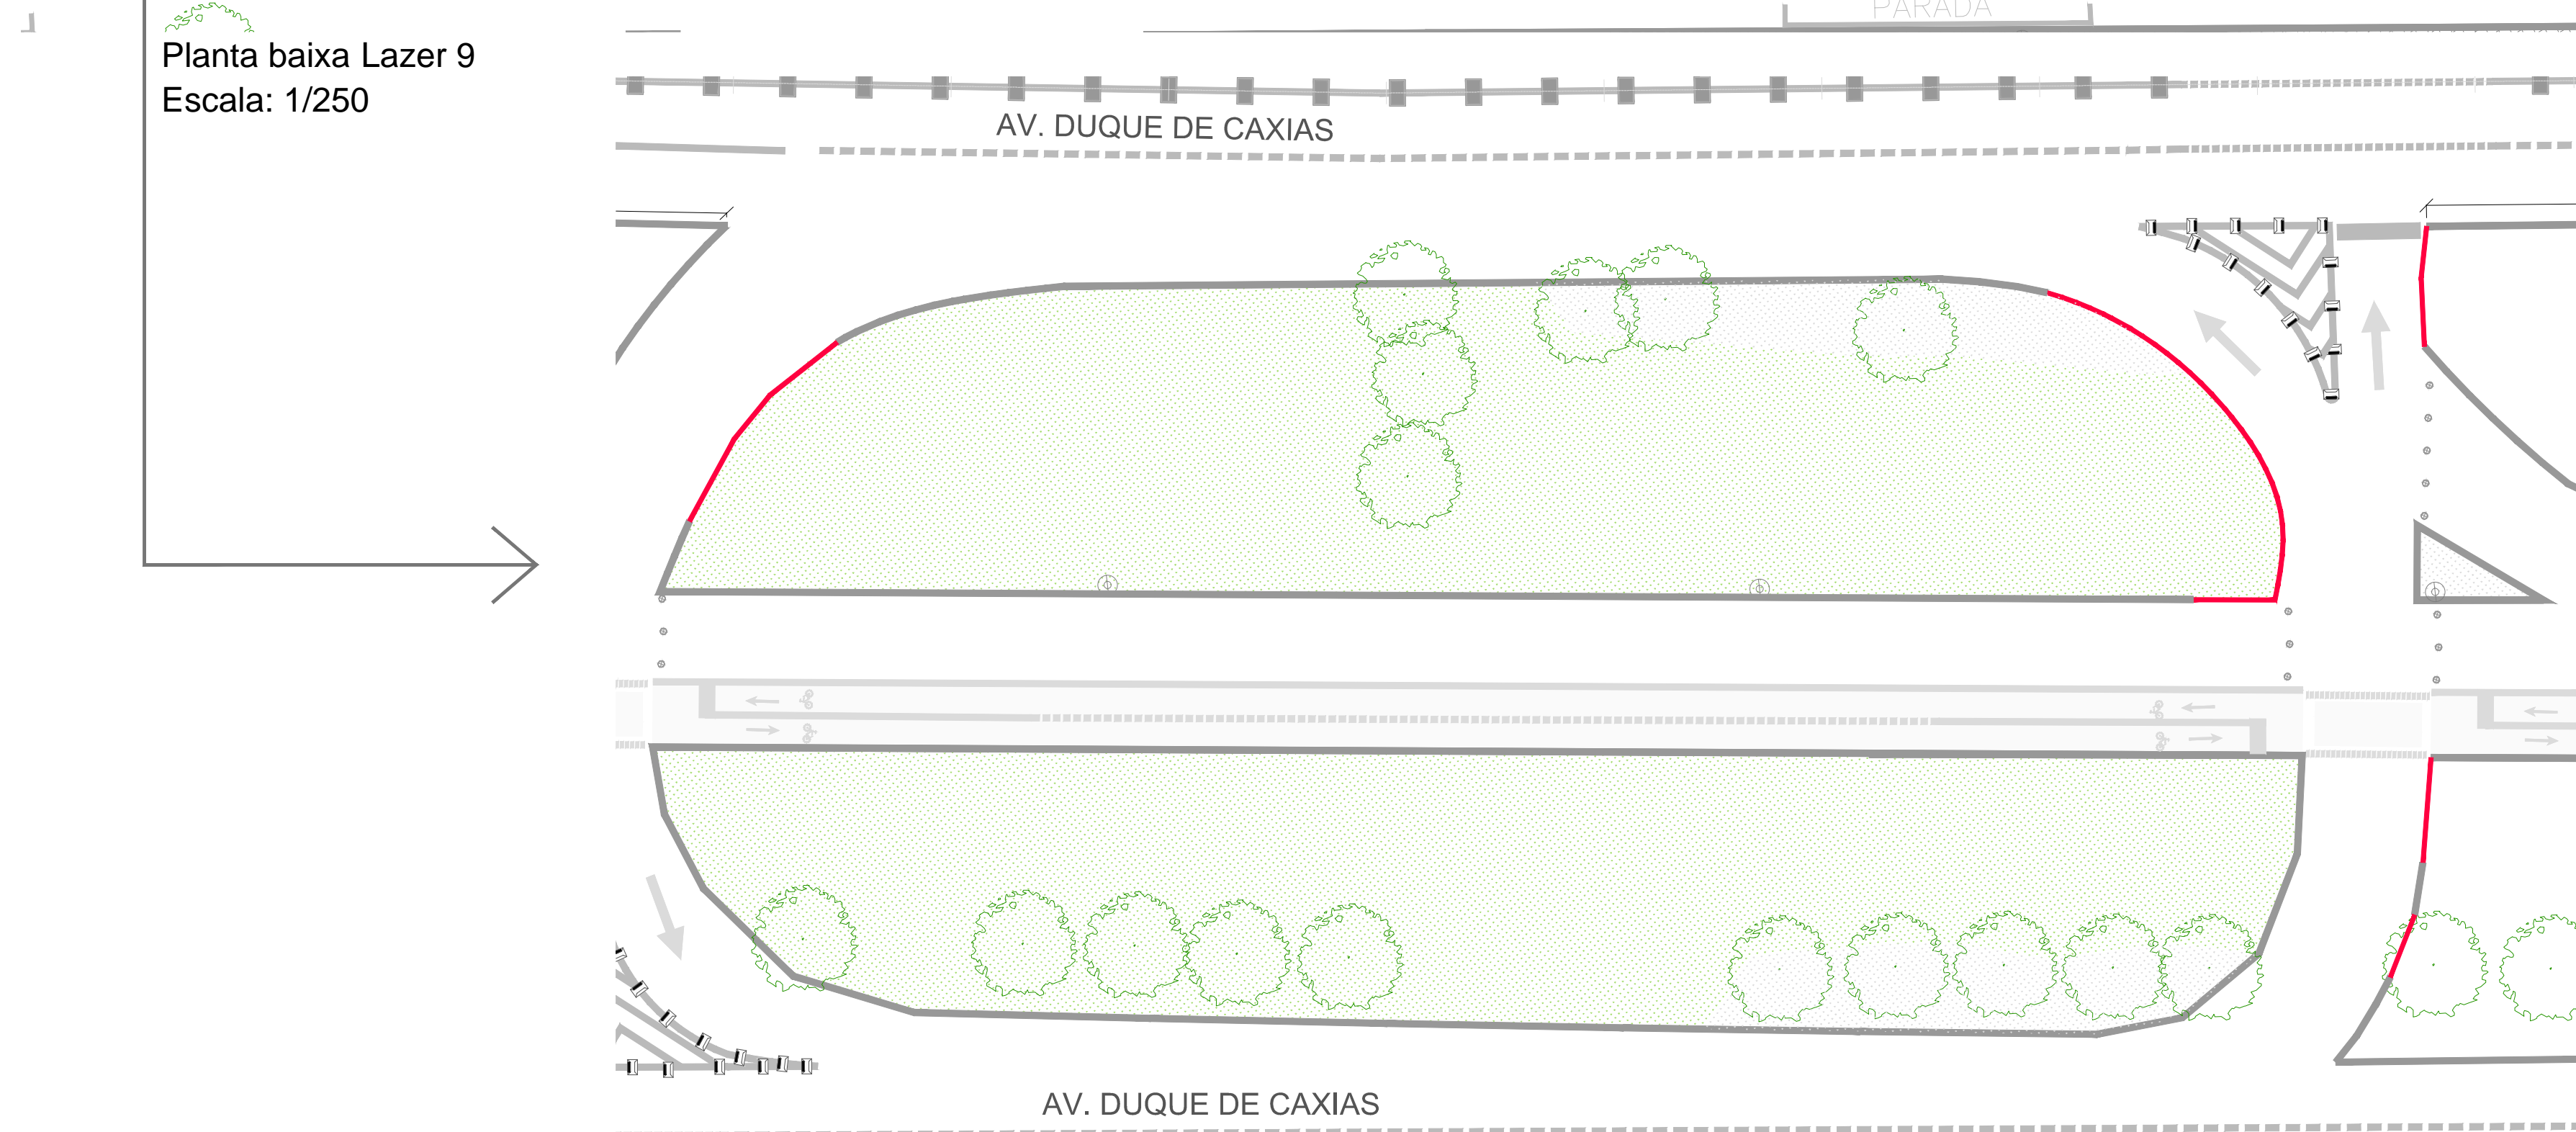 PARADA
Planta baixa Lazer 9
Escala: 1/250
AV. DUQUE DE CAXIAS
AV. DUQUE DE CAXIAS